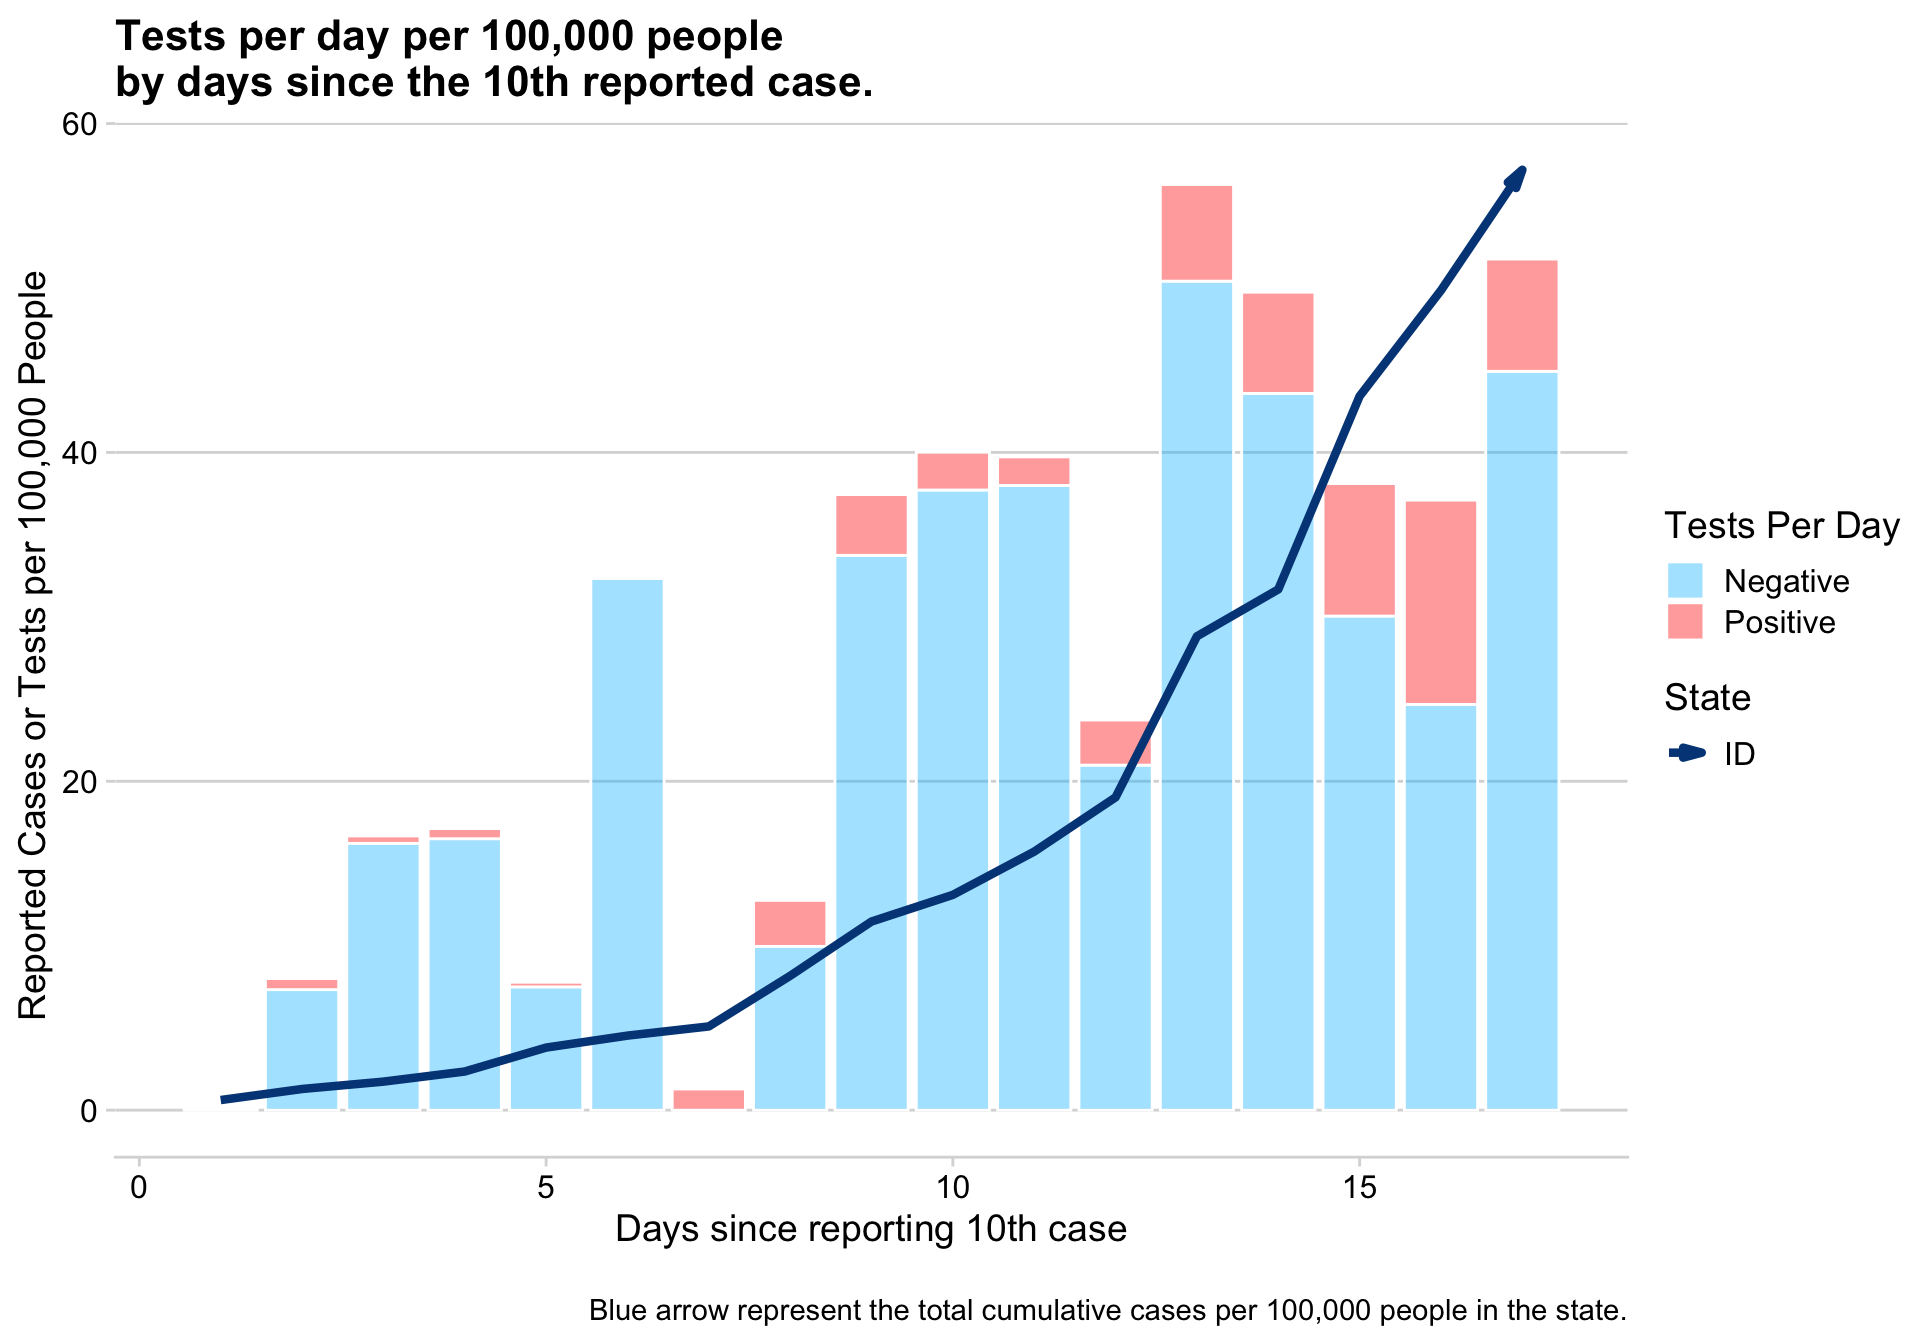 Tests per day per 100,000 people
by days since the 10th reported case.
Reported Cases or Tests per 100,000 People
60
40
20
0
0
5
10
15
Days since reporting 10th case
Tests Per Day
Negative
Positive
State
ID
Blue arrow represent the total cumulative cases per 100,000 people in the state.